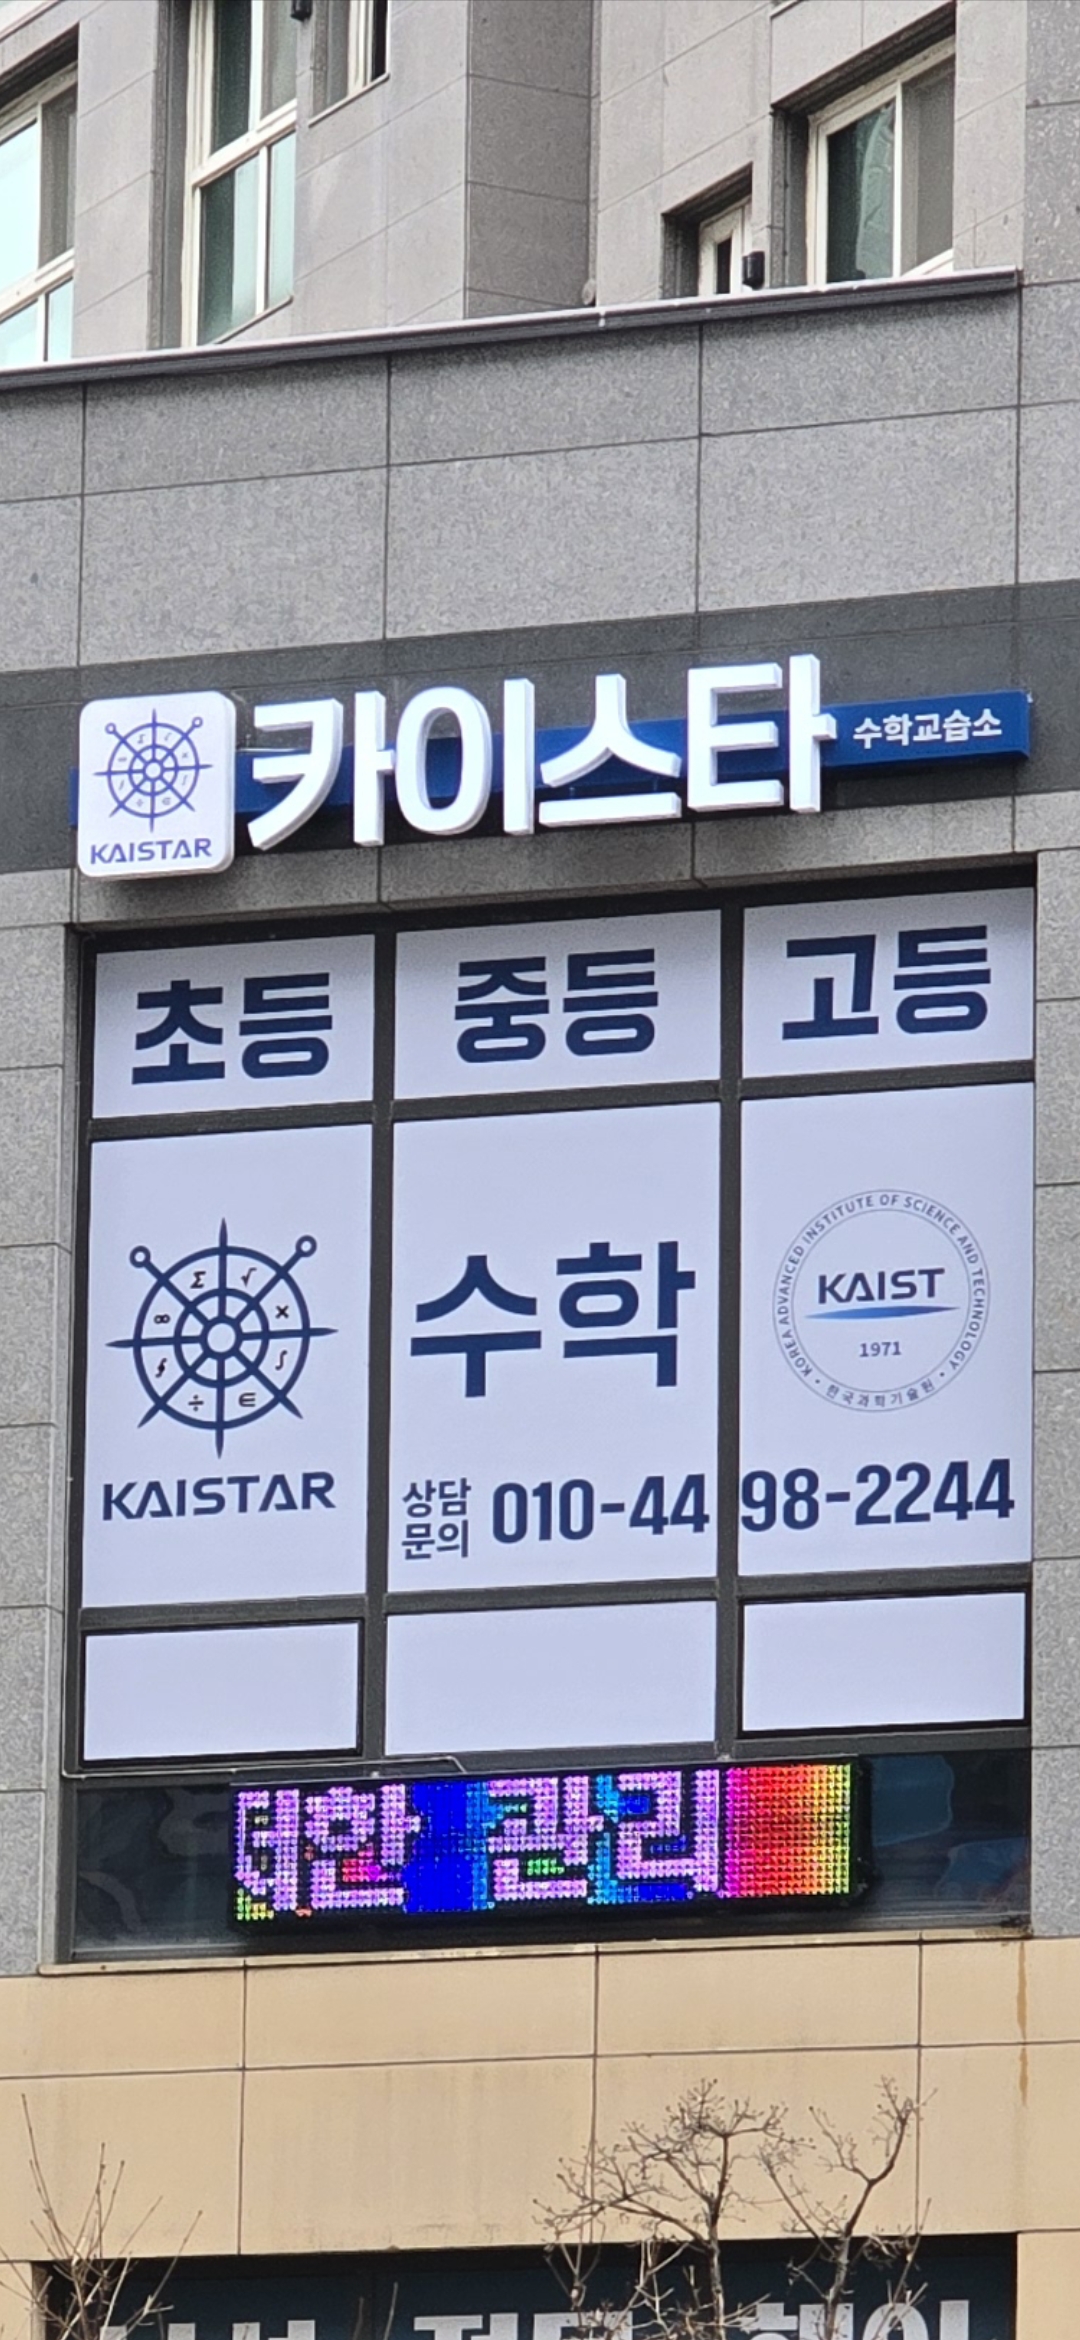 카이스타
수학교습소
KAISTAR
초등 중등 고등
수학
KAISTAR
KOREA ADVANCED INSTITUTE OF SCIENCE AND TECHNOLOGY
KAIST
1971
한국과학기술원
상담
문의 010-4498-2244
관리